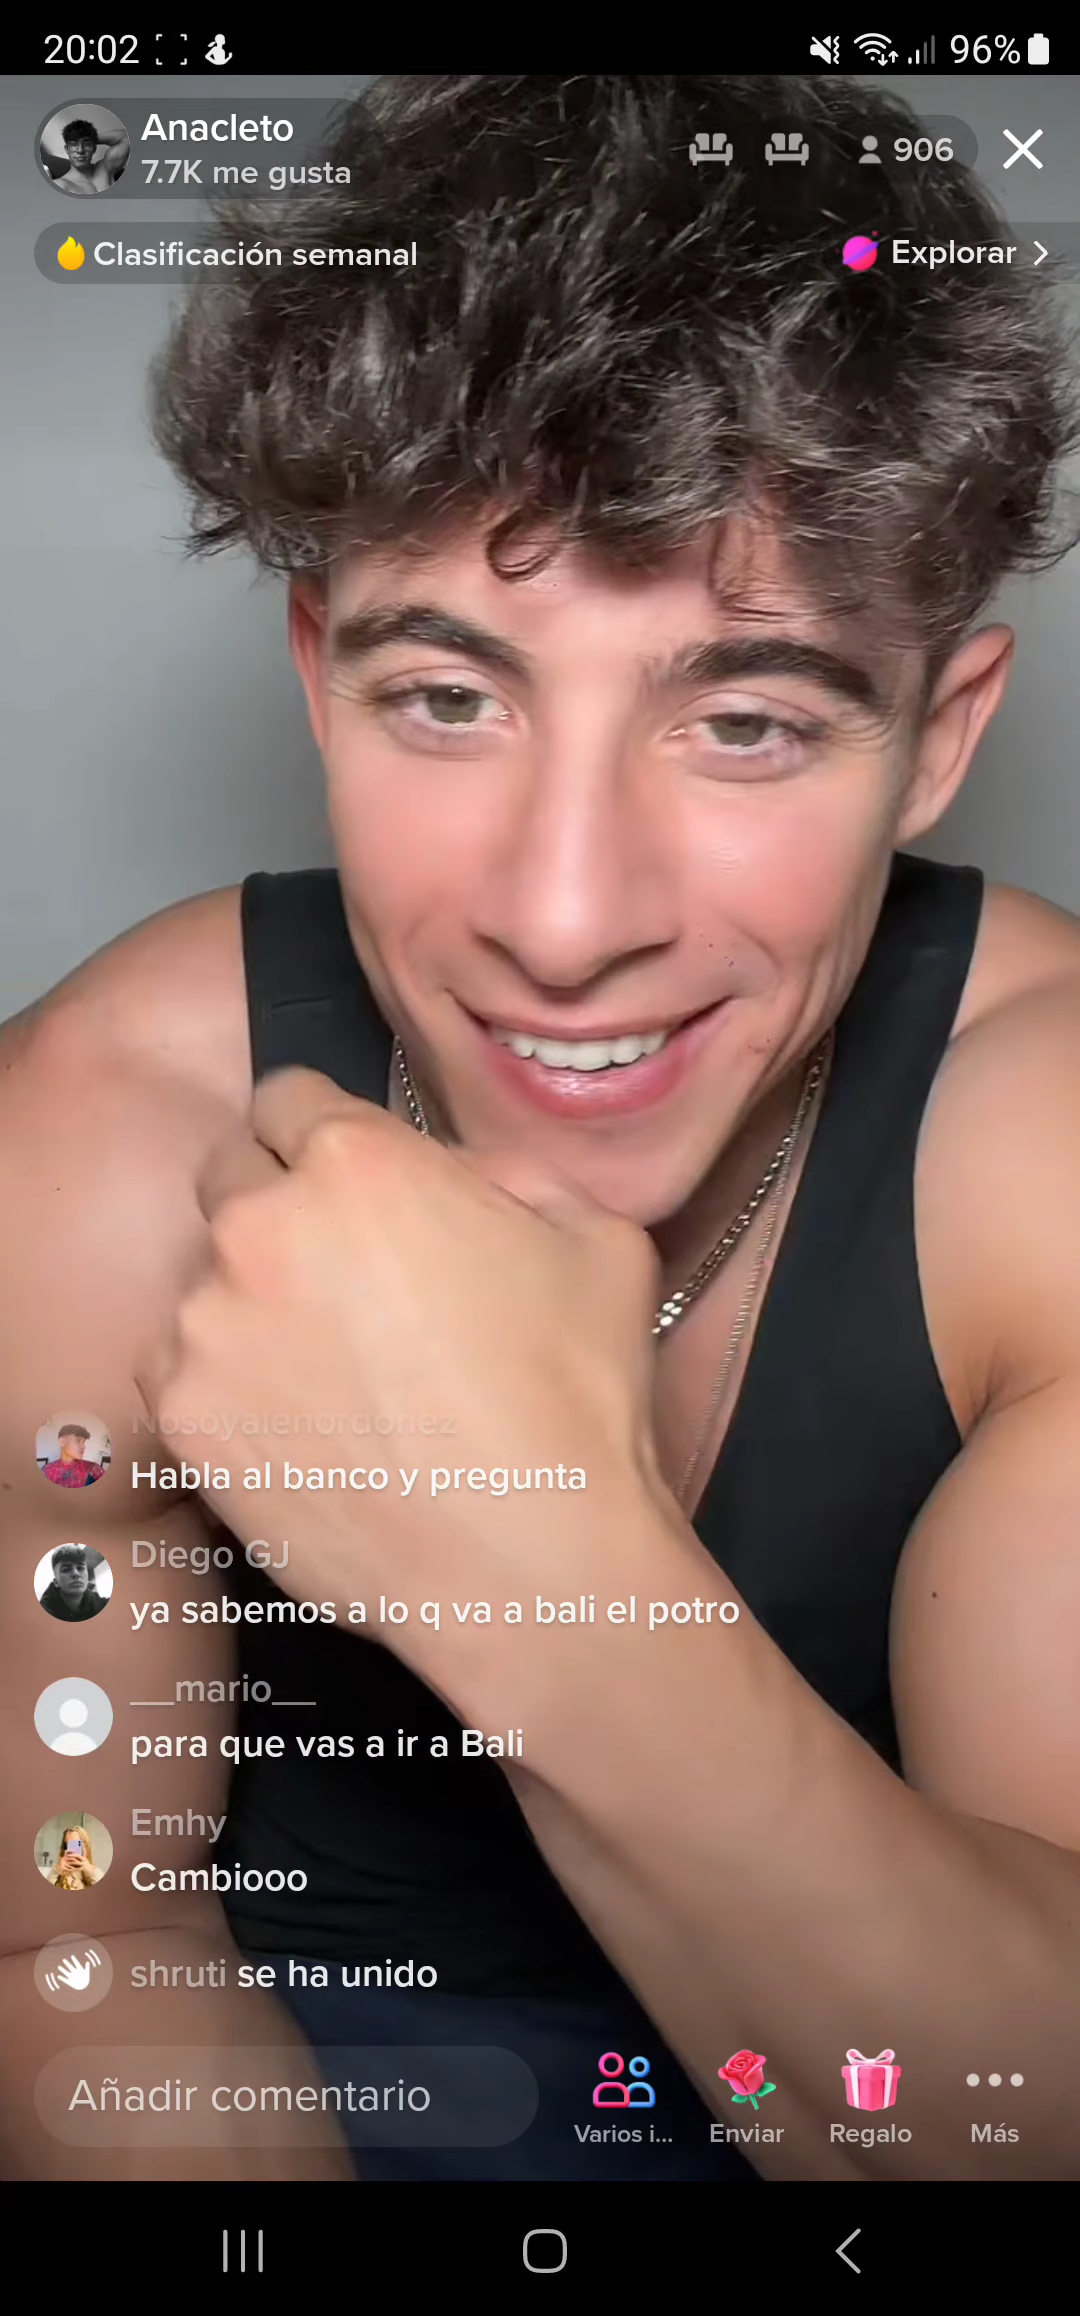 20:02 96%
Anacleto
7.7K me gusta
906
Clasificación semanal
Explorar
Nosoyalenordonez
Habla al banco y pregunta
Diego GJ
ya sabemos a lo q va a bali el potro
__mario__
para que vas a ir a Bali
Emhy
Cambiooo
shruti se ha unido
Añadir comentario
Varios i...
Enviar
Regalo
Más